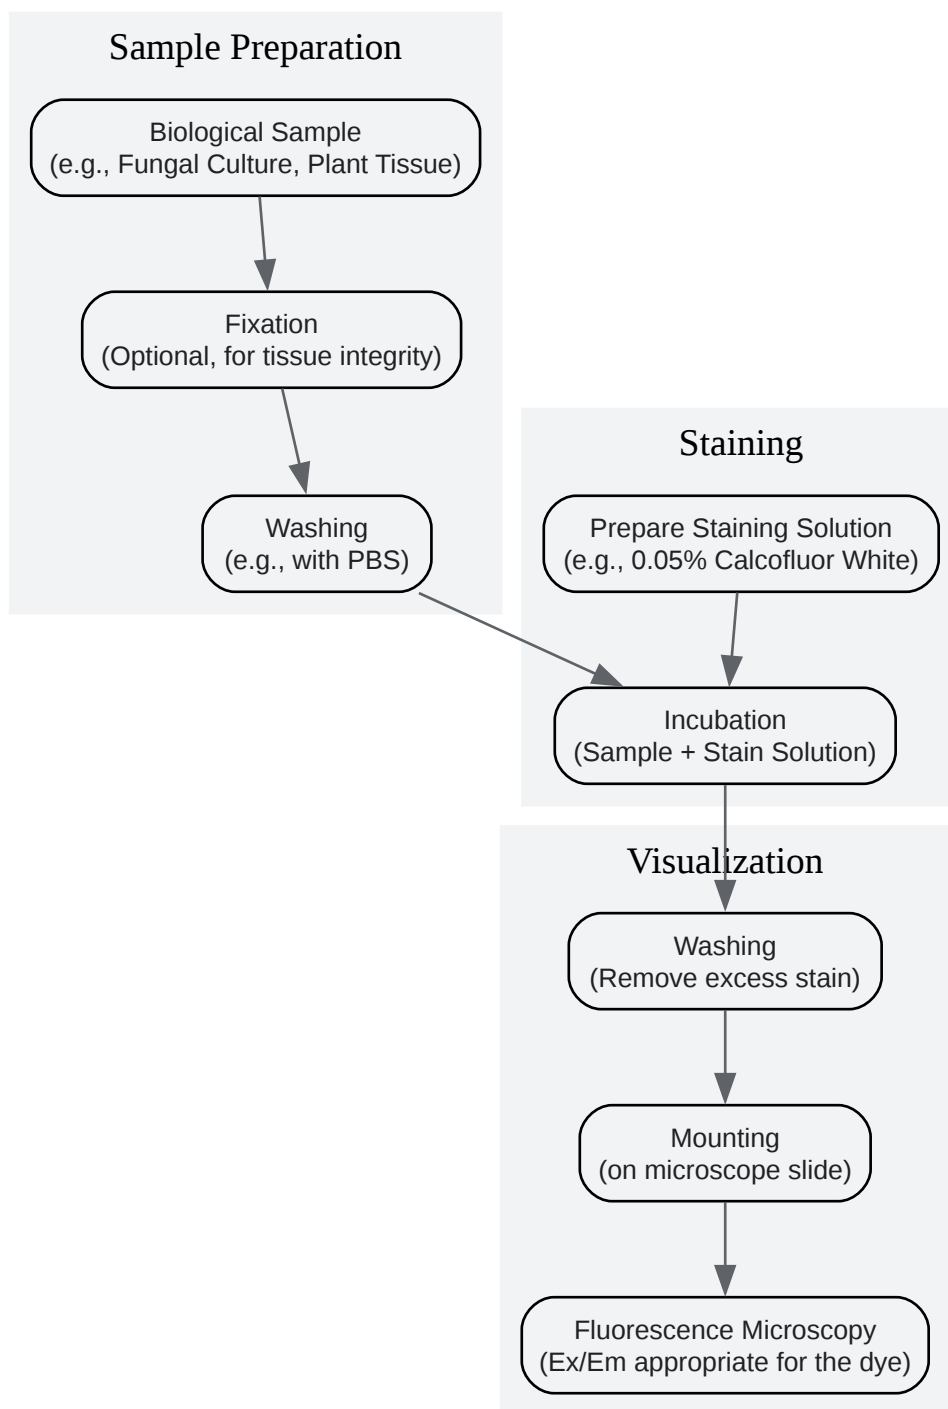 Sample Preparation
Biological Sample
(e.g., Fungal Culture, Plant Tissue)
Fixation
(Optional, for tissue integrity)
Washing
(e.g., with PBS)
Staining
Prepare Staining Solution
(e.g., 0.05% Calcofluor White)
Incubation
(Sample + Stain Solution)
Visualization
Washing
(Remove excess stain)
Mounting
(on microscope slide)
Fluorescence Microscopy
(Ex/Em appropriate for the dye)